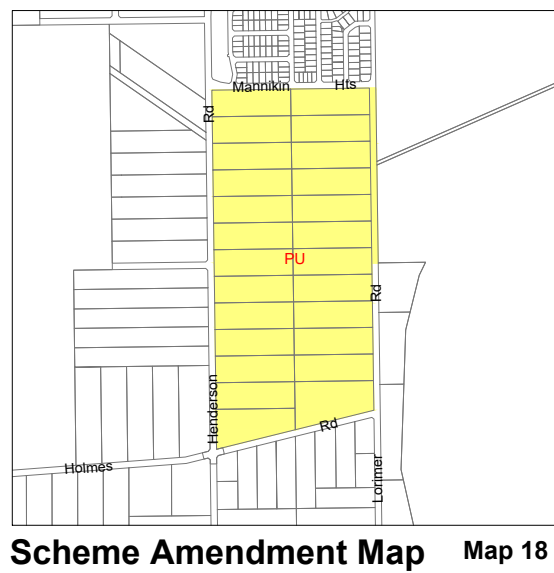 Mannikin Hts
Rd
PU
Rd
Henderson
Rd
Holmes
Lorimer
Scheme Amendment Map Map 18